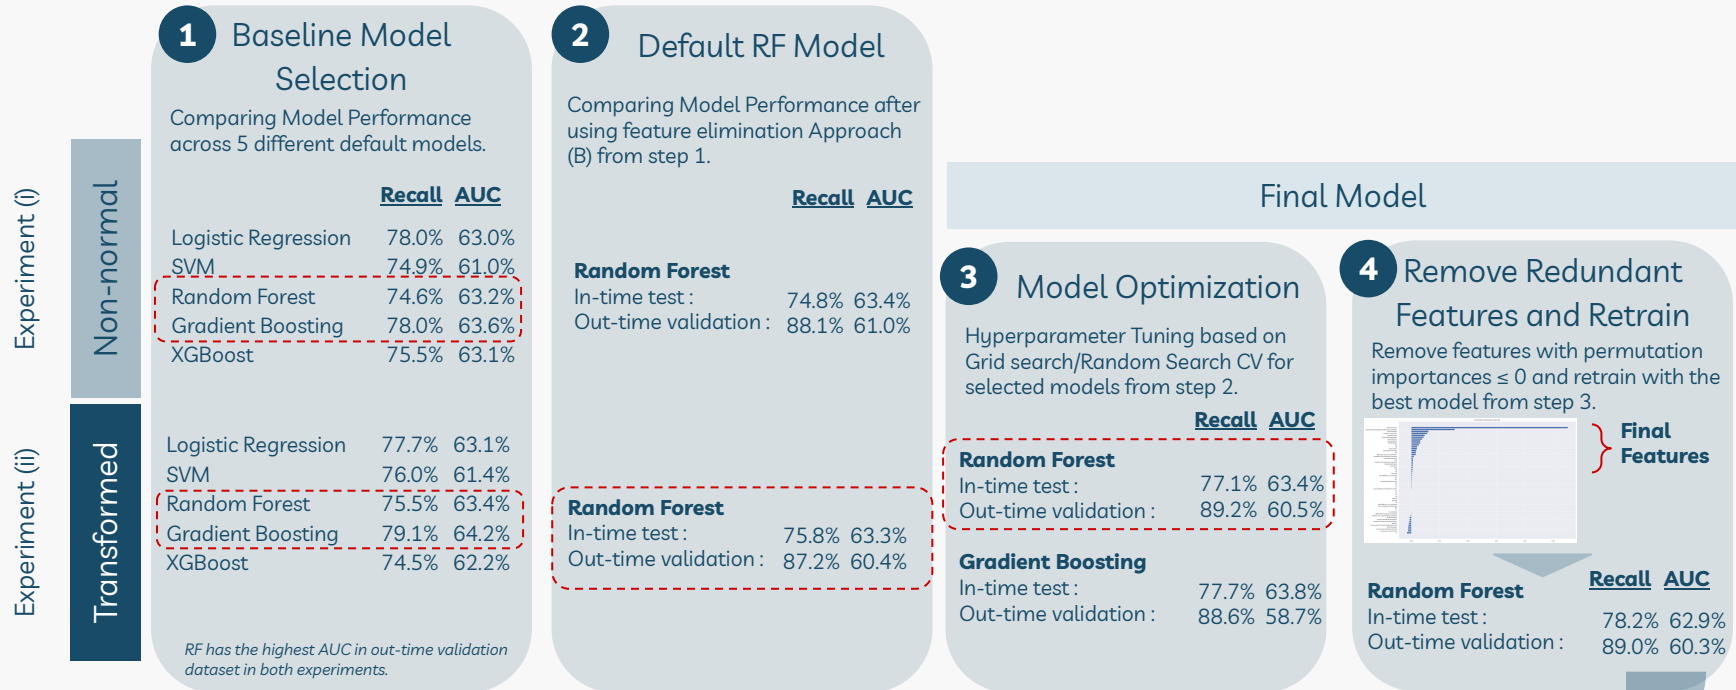 Experiment (i)
Non-normal
Experiment (ii)
Transformed
1
Baseline Model
Selection
Comparing Model Performance
across 5 different default models.
Recall AUC
Logistic Regression 78.0% 63.0%
SVM 74.9% 61.0%
Random Forest 74.6% 63.2%
Gradient Boosting 78.0% 63.6%
XGBoost 75.5% 63.1%
Logistic Regression 77.7% 63.1%
SVM 76.0% 61.4%
Random Forest 75.5% 63.4%
Gradient Boosting 79.1% 64.2%
XGBoost 74.5% 62.2%
RF has the highest AUC in out-time validation
dataset in both experiments.
2
Default RF Model
Comparing Model Performance after
using feature elimination Approach
(B) from step 1.
Recall AUC
Random Forest
In-time test : 74.8% 63.4%
Out-time validation : 88.1% 61.0%
Random Forest
In-time test : 75.8% 63.3%
Out-time validation : 87.2% 60.4%
Final Model
3
Model Optimization
Hyperparameter Tuning based on
Grid search/Random Search CV for
selected models from step 2.
Recall AUC
Random Forest
In-time test : 77.1% 63.4%
Out-time validation : 89.2% 60.5%
Gradient Boosting
In-time test : 77.7% 63.8%
Out-time validation : 88.6% 58.7%
4
Remove Redundant
Features and Retrain
Remove features with permutation
importances ≤ 0 and retrain with the
best model from step 3.
Final
Features
Recall AUC
Random Forest
In-time test : 78.2% 62.9%
Out-time validation : 89.0% 60.3%